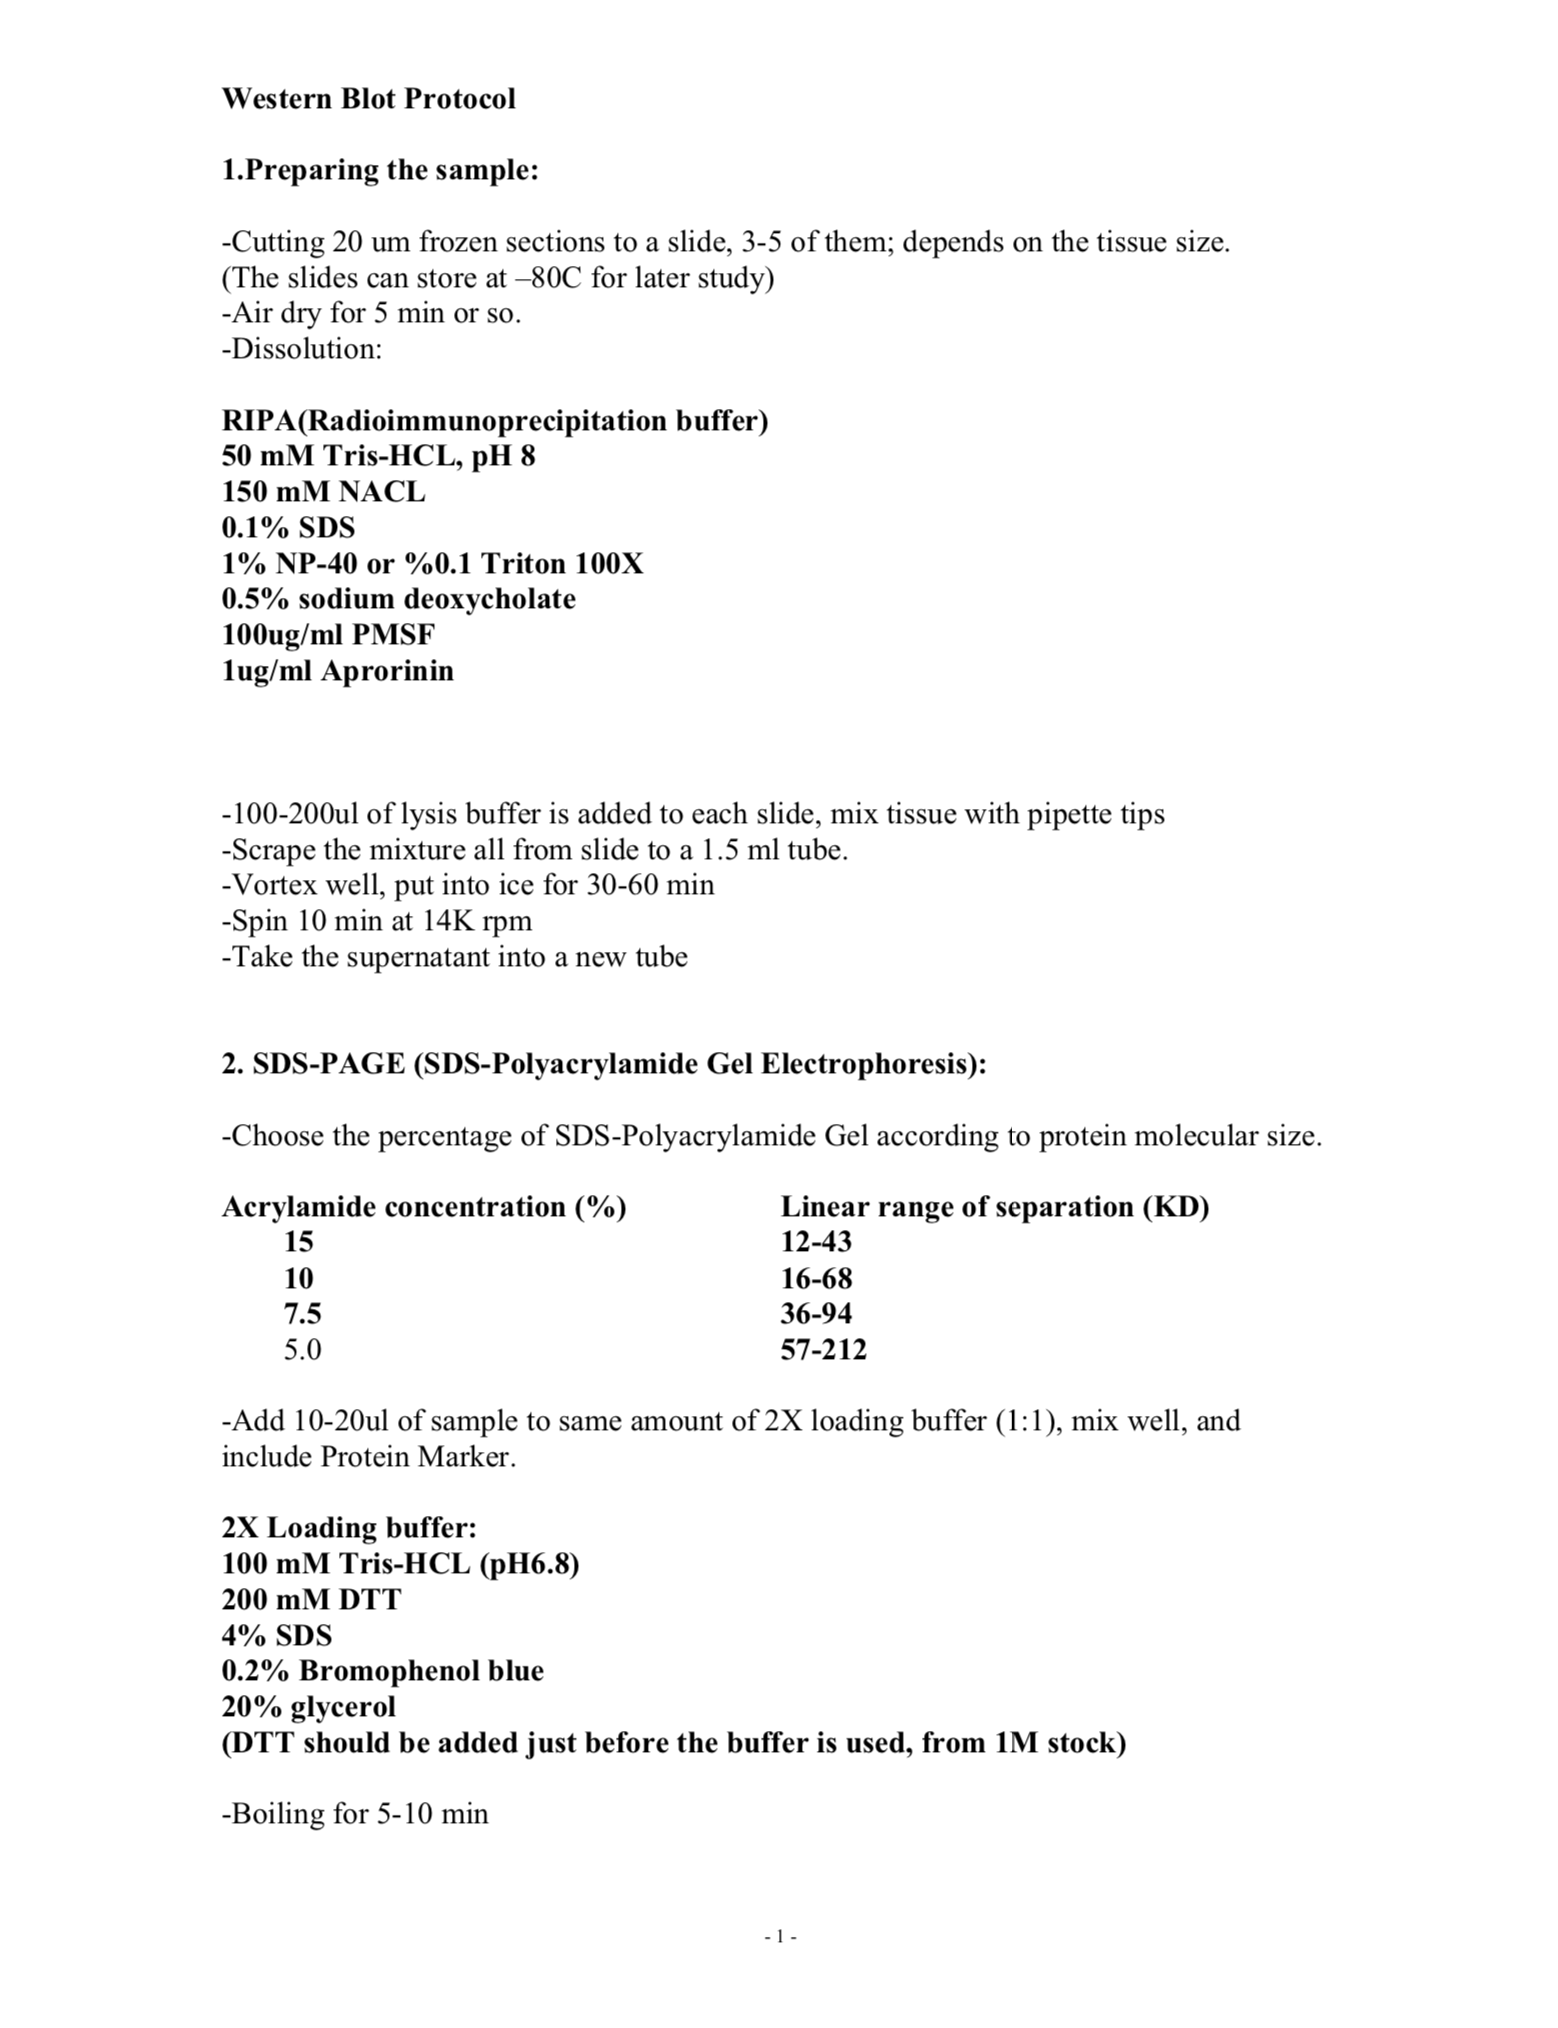 Western Blot Protocol
1.Preparing the sample:
-Cutting 20 um frozen sections to a slide, 3-5 of them; depends on the tissue size.
(The slides can store at –80C for later study)
-Air dry for 5 min or so.
-Dissolution:
RIPA(Radioimmunoprecipitation buffer)
50 mM Tris-HCL, pH 8
150 mM NACL
0.1% SDS
1% NP-40 or %0.1 Triton 100X
0.5% sodium deoxycholate
100ug/ml PMSF
1ug/ml Aprorinin
-100-200ul of lysis buffer is added to each slide, mix tissue with pipette tips
-Scrape the mixture all from slide to a 1.5 ml tube.
-Vortex well, put into ice for 30-60 min
-Spin 10 min at 14K rpm
-Take the supernatant into a new tube
2. SDS-PAGE (SDS-Polyacrylamide Gel Electrophoresis):
-Choose the percentage of SDS-Polyacrylamide Gel according to protein molecular size.
Acrylamide concentration (%) Linear range of separation (KD)
15 12-43
10 16-68
7.5 36-94
5.0 57-212
-Add 10-20ul of sample to same amount of 2X loading buffer (1:1), mix well, and
include Protein Marker.
2X Loading buffer:
100 mM Tris-HCL (pH6.8)
200 mM DTT
4% SDS
0.2% Bromophenol blue
20% glycerol
(DTT should be added just before the buffer is used, from 1M stock)
-Boiling for 5-10 min
- 1 -